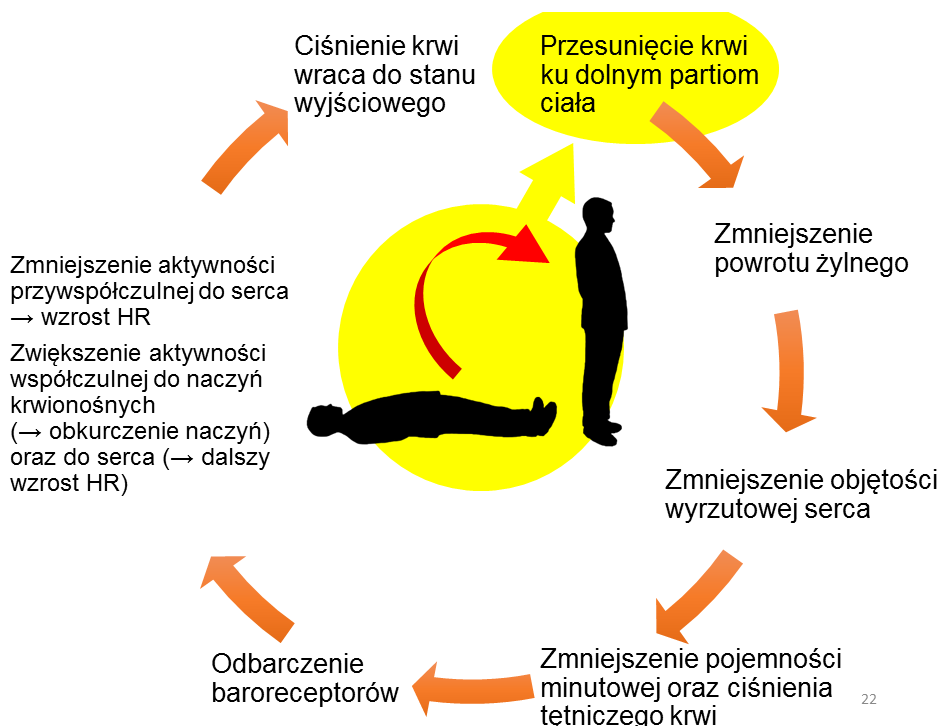 Ciśnienie krwi
wraca do stanu
wyjściowego
Przesunięcie krwi
ku dolnym partiom
ciała
Zmniejszenie
powrotu żylnego
Zmniejszenie objętości
wyrzutowej serca
Zmniejszenie pojemności
minutowej oraz ciśnienia
tętniczego krwi
Odbarczenie
baroreceptorów
Zmniejszenie aktywności
przywspółczulnej do serca
→ wzrost HR
Zwiększenie aktywności
współczulnej do naczyń
krwionośnych
(→ obkurczenie naczyń)
oraz do serca (→ dalszy
wzrost HR)
22